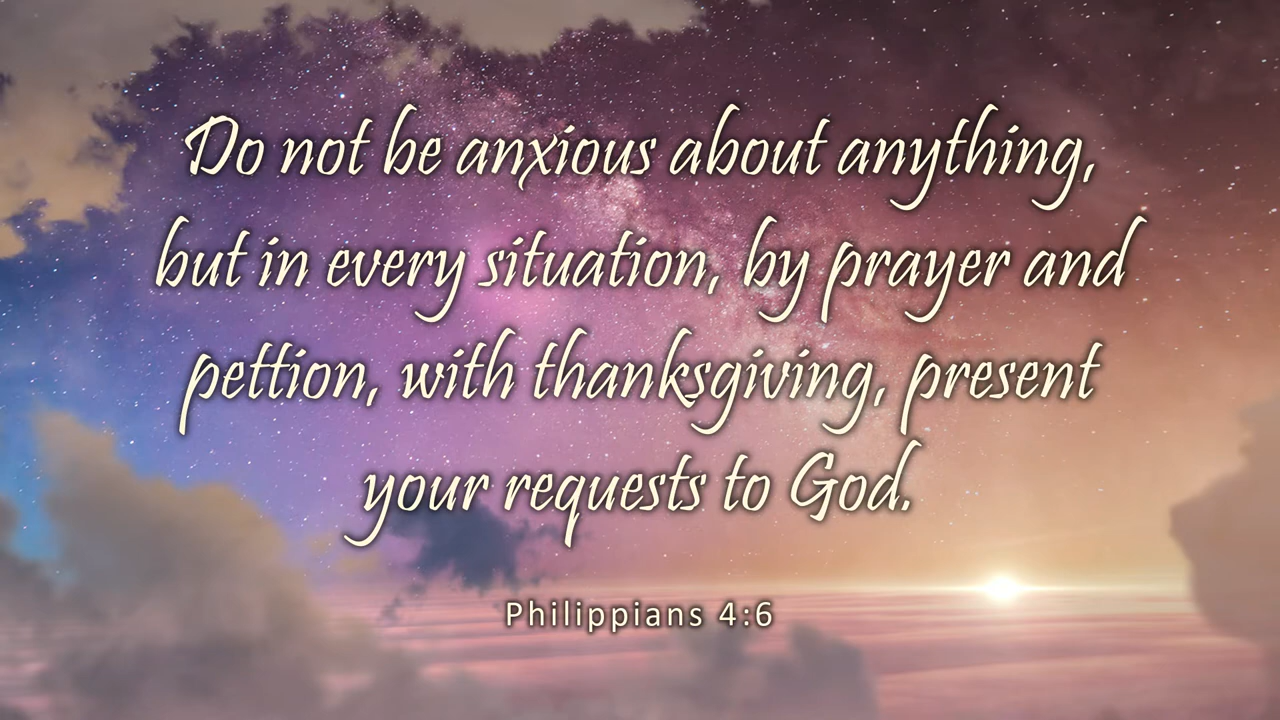 Do not be anxious about anything,
but in every situation, by prayer and
pettion, with thanksgiving, present
your requests to God.
Philippians 4:6